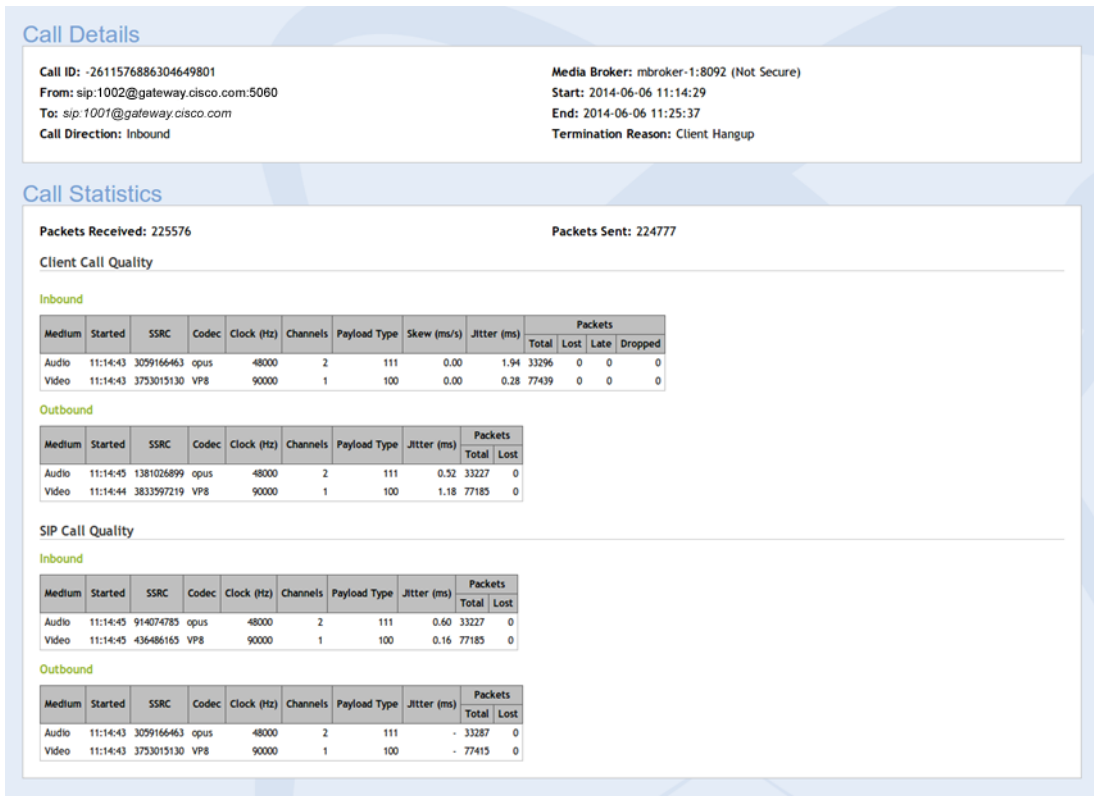 Call Details
Call ID: -2611576886304649801
Media Broker: mbroker-1:8092 (Not Secure)
From: sip:1002@gateway.cisco.com:5060
Start: 2014-06-06 11:14:29
To: sip:1001@gateway.cisco.com
End: 2014-06-06 11:25:37
Call Direction: Inbound
Termination Reason: Client Hangup
Call Statistics
Packets Received: 225576
Packets Sent: 224777
Client Call Quality
Inbound
Medium Started SSRC Codec Clock (Hz) Channels Payload Type Skew (ms/s) Jitter (ms) Packets
Total Lost Late Dropped
Audio 11:14:43 3059166463 opus 48000 2 111 0.00 1.94 33296 0 0 0
Video 11:14:43 3753015130 VP8 90000 1 100 0.00 0.28 77439 0 0 0
Outbound
Medium Started SSRC Codec Clock (Hz) Channels Payload Type Jitter (ms) Packets
Total Lost
Audio 11:14:45 1381026899 opus 48000 2 111 0.52 33227 0
Video 11:14:44 3833597219 VP8 90000 1 100 1.18 77185 0
SIP Call Quality
Inbound
Medium Started SSRC Codec Clock (Hz) Channels Payload Type Jitter (ms) Packets
Total Lost
Audio 11:14:45 914074785 opus 48000 2 111 0.60 33227 0
Video 11:14:45 436486165 VP8 90000 1 100 0.16 77185 0
Outbound
Medium Started SSRC Codec Clock (Hz) Channels Payload Type Jitter (ms) Packets
Total Lost
Audio 11:14:43 3059166463 opus 48000 2 111 - 33287 0
Video 11:14:43 3753015130 VP8 90000 1 100 - 77415 0